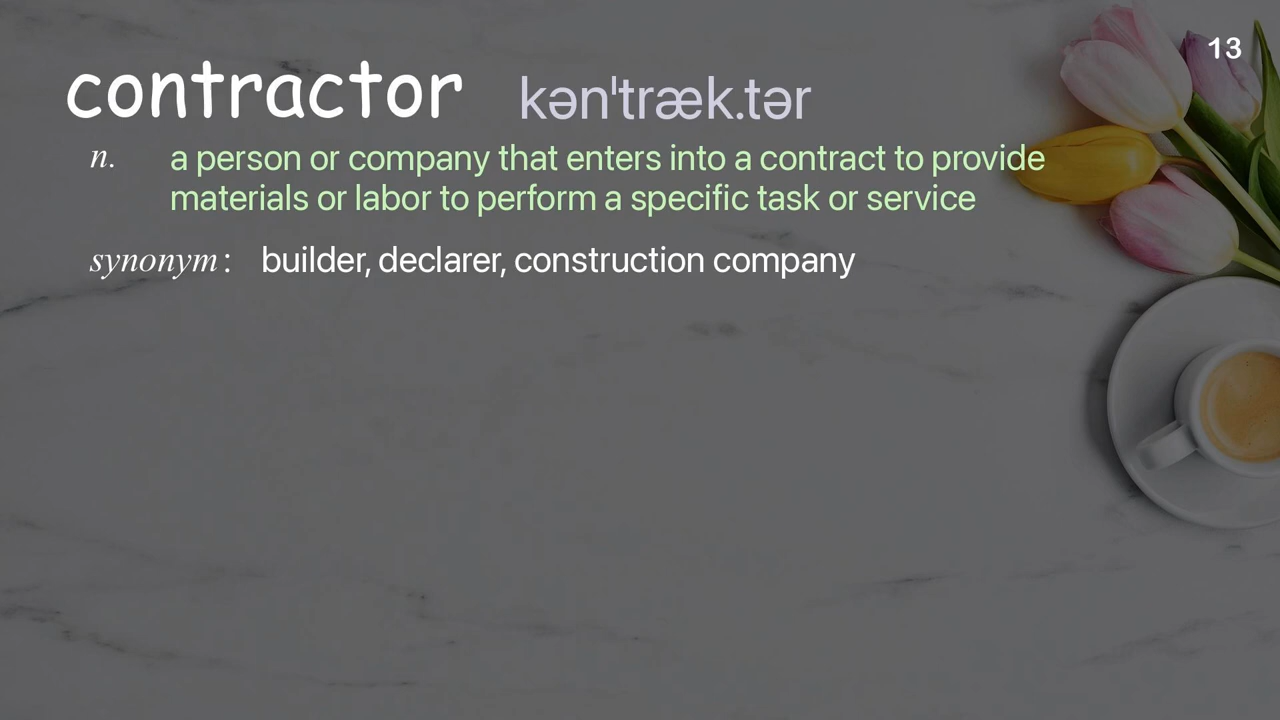 13
contractor kən'træk.tər
n. a person or company that enters into a contract to provide
materials or labor to perform a specific task or service
synonym: builder, declarer, construction company